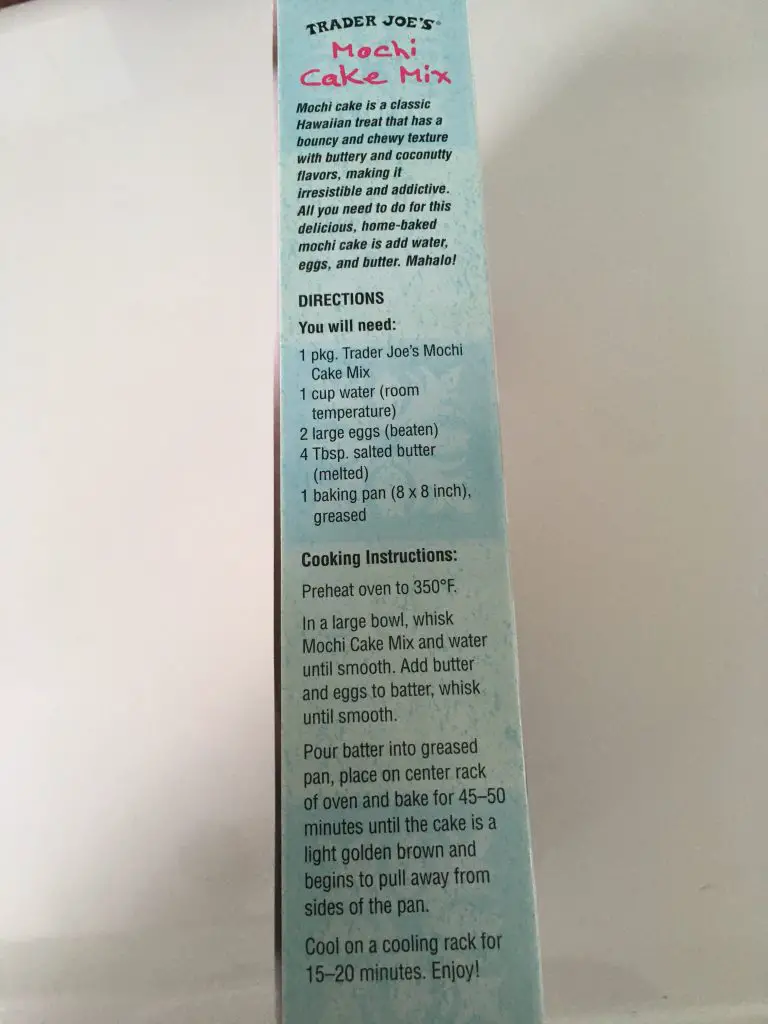 TRADER JOE'S®
Mochi
Cake Mix
Mochi cake is a classic
Hawaiian treat that has a
bouncy and chewy texture
with buttery and coconutty
flavors, making it
irresistible and addictive.
All you need to do for this
delicious, home-baked
mochi cake is add water,
eggs, and butter. Mahalo!
DIRECTIONS
You will need:
1 pkg. Trader Joe's Mochi
Cake Mix
1 cup water (room
temperature)
2 large eggs (beaten)
4 Tbsp. salted butter
(melted)
1 baking pan (8 x 8 inch),
greased
Cooking Instructions:
Preheat oven to 350°F.
In a large bowl, whisk
Mochi Cake Mix and water
until smooth. Add butter
and eggs to batter, whisk
until smooth.
Pour batter into greased
pan, place on center rack
of oven and bake for 45–50
minutes until the cake is a
light golden brown and
begins to pull away from
sides of the pan.
Cool on a cooling rack for
15–20 minutes. Enjoy!